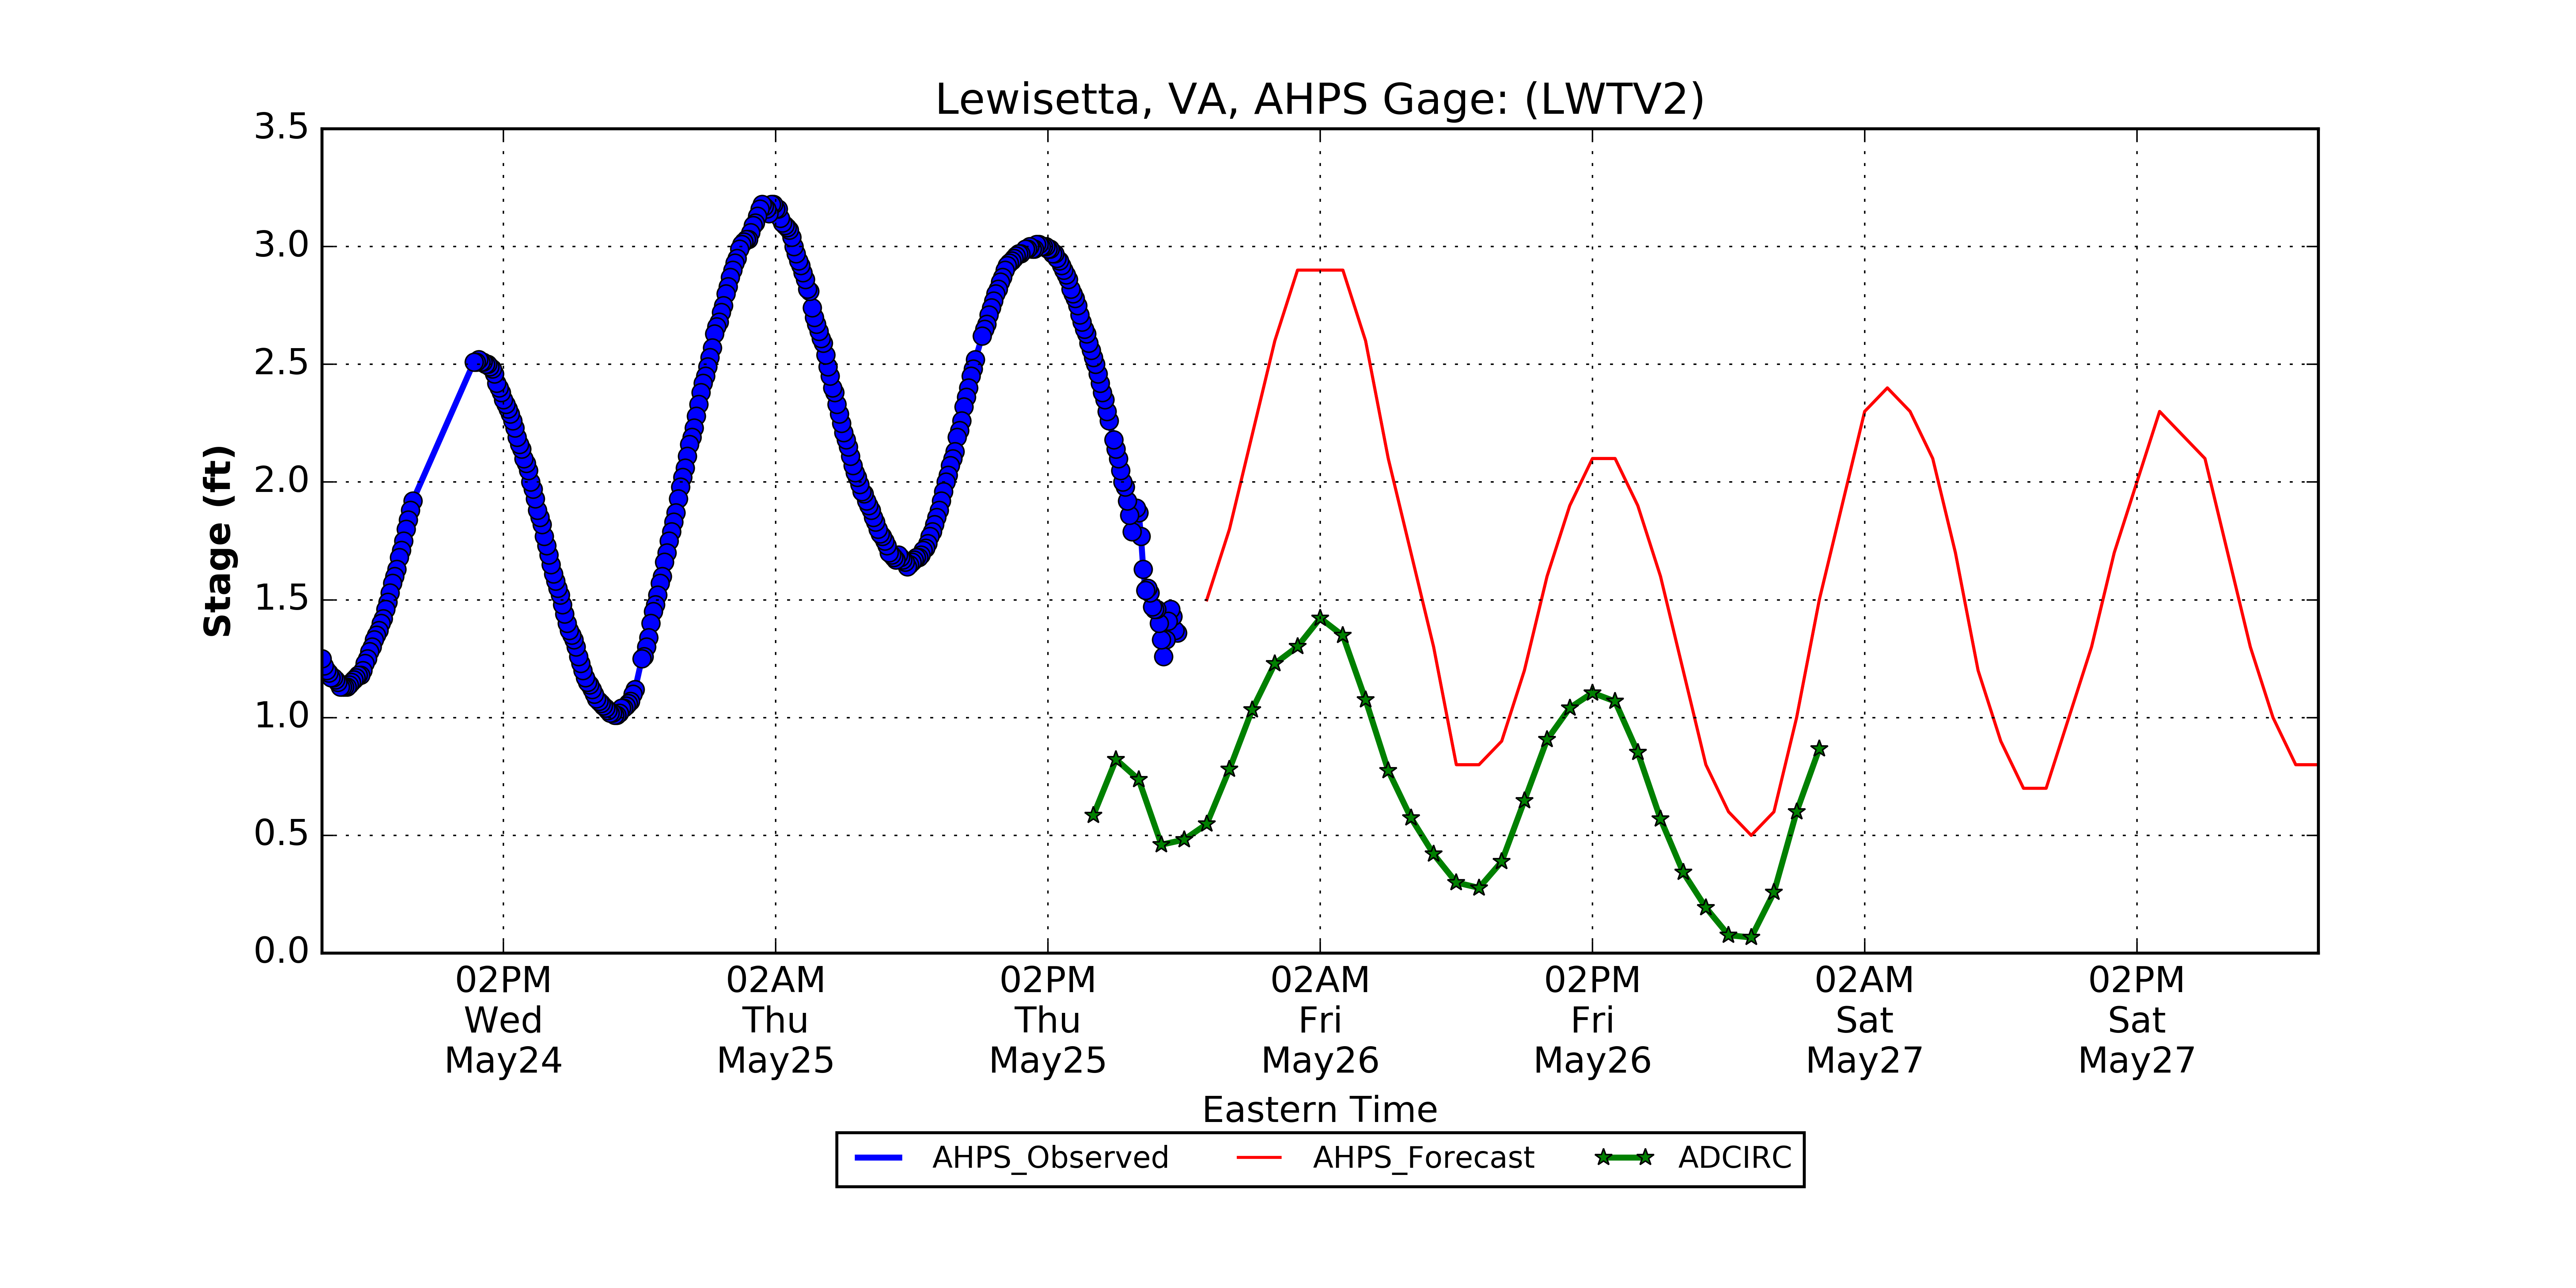 Lewisetta, VA, AHPS Gage: (LWTV2)
3.5
3.0
2.5
2.0
1.5
1.0
0.5
0.0
Stage (ft)
02PM 02AM 02PM 02AM 02PM 02AM 02PM
Wed Thu Thu Fri Fri Sat Sat
May24 May25 May25 May26 May26 May27 May27
Eastern Time
AHPS_Observed AHPS_Forecast ADCIRC